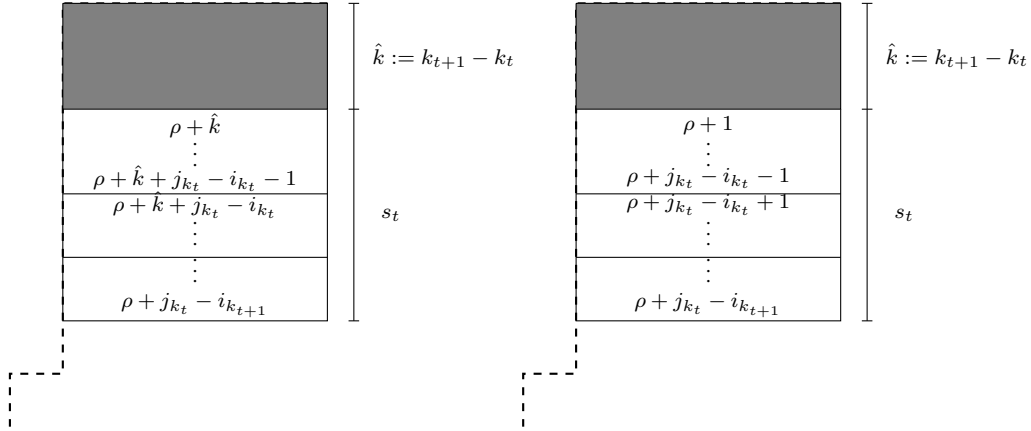 k̂ := k_{t+1} − k_t
ρ + k̂
⋮
ρ + k̂ + j_{k_t} − i_{k_t} − 1
ρ + k̂ + j_{k_t} − i_{k_t}
⋮
⋮
ρ + j_{k_t} − i_{k_{t+1}}
s_t
k̂ := k_{t+1} − k_t
ρ + 1
⋮
ρ + j_{k_t} − i_{k_t} − 1
ρ + j_{k_t} − i_{k_t} + 1
⋮
⋮
ρ + j_{k_t} − i_{k_{t+1}}
s_t